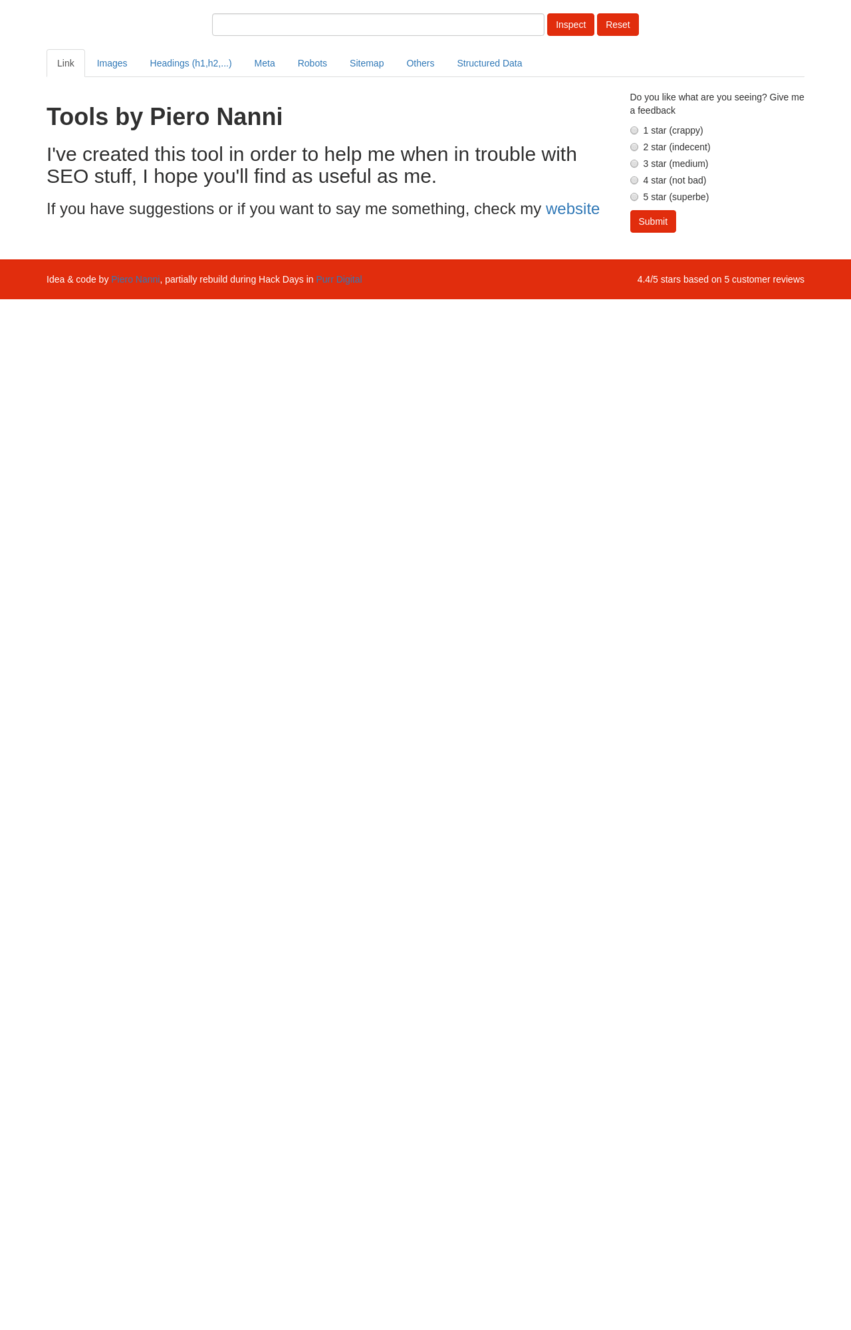 Inspect Reset
Link Images Headings (h1,h2,...) Meta Robots Sitemap Others Structured Data
Tools by Piero Nanni
I've created this tool in order to help me when in trouble with
SEO stuff, I hope you'll find as useful as me.
If you have suggestions or if you want to say me something, check my website
Do you like what are you seeing? Give me
a feedback
1 star (crappy)
2 star (indecent)
3 star (medium)
4 star (not bad)
5 star (superbe)
Submit
Idea & code by Piero Nanni, partially rebuild during Hack Days in
4.4/5 stars based on 5 customer reviews